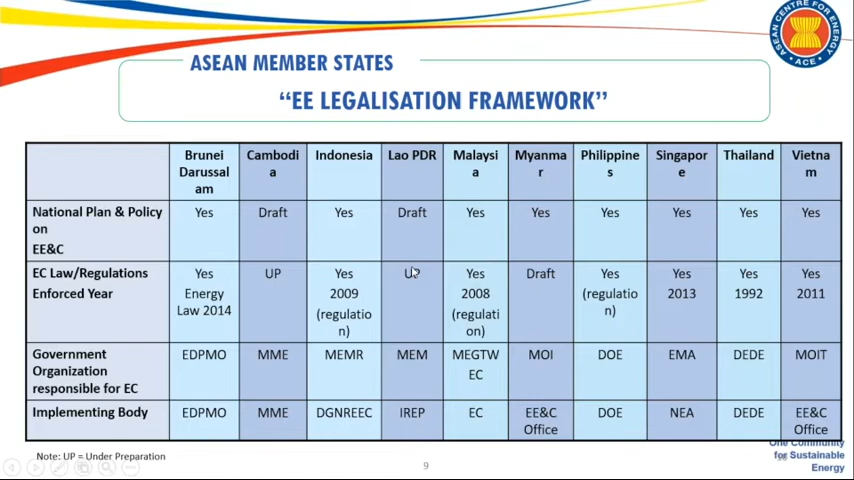 ASEAN CENTRE FOR ENERGY
• ACE •
ASEAN MEMBER STATES
“EE LEGALISATION FRAMEWORK”
Brunei Darussal am
Cambodi a
Indonesia
Lao PDR
Malaysi a
Myanma r
Philippine s
Singapor e
Thailand
Vietna m
National Plan & Policy on EE&C
Yes
Draft
Yes
Draft
Yes
Yes
Yes
Yes
Yes
Yes
EC Law/Regulations Enforced Year
Yes Energy Law 2014
UP
Yes 2009 (regulatio n)
UP
Yes 2008 (regulati on)
Draft
Yes (regulatio n)
Yes 2013
Yes 1992
Yes 2011
Government Organization responsible for EC
EDPMO
MME
MEMR
MEM
MEGTW EC
MOI
DOE
EMA
DEDE
MOIT
Implementing Body
EDPMO
MME
DGNREEC
IREP
EC
EE&C Office
DOE
NEA
DEDE
EE&C Office
Note: UP = Under Preparation
9
One Community
for Sustainable
Energy